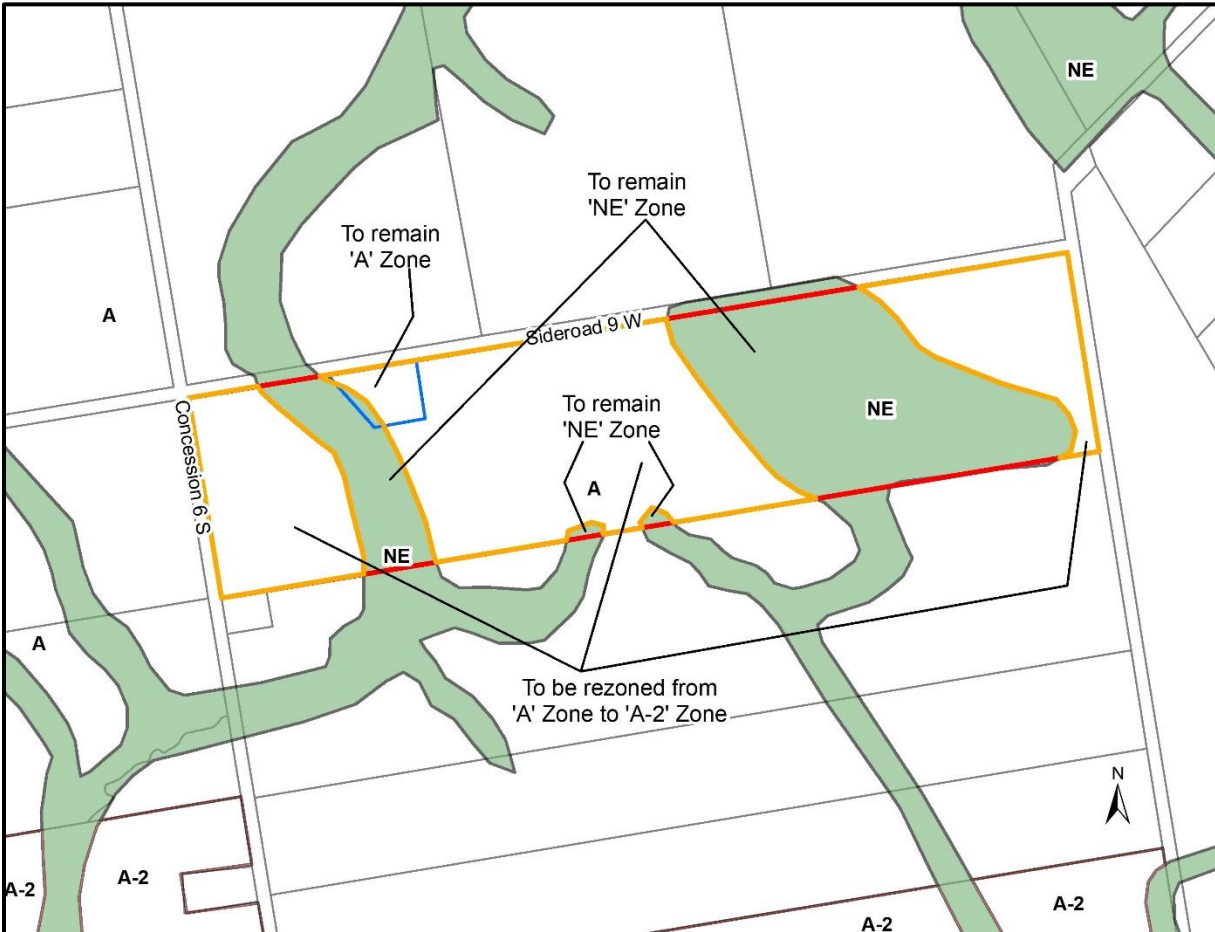 NE
To remain
'NE' Zone
To remain
'A' Zone
A
Sideroad 9 W
To remain
'NE' Zone
NE
Concession 6 S
A
NE
A
To be rezoned from
'A' Zone to 'A-2' Zone
N
A-2
A-2
A-2
A-2